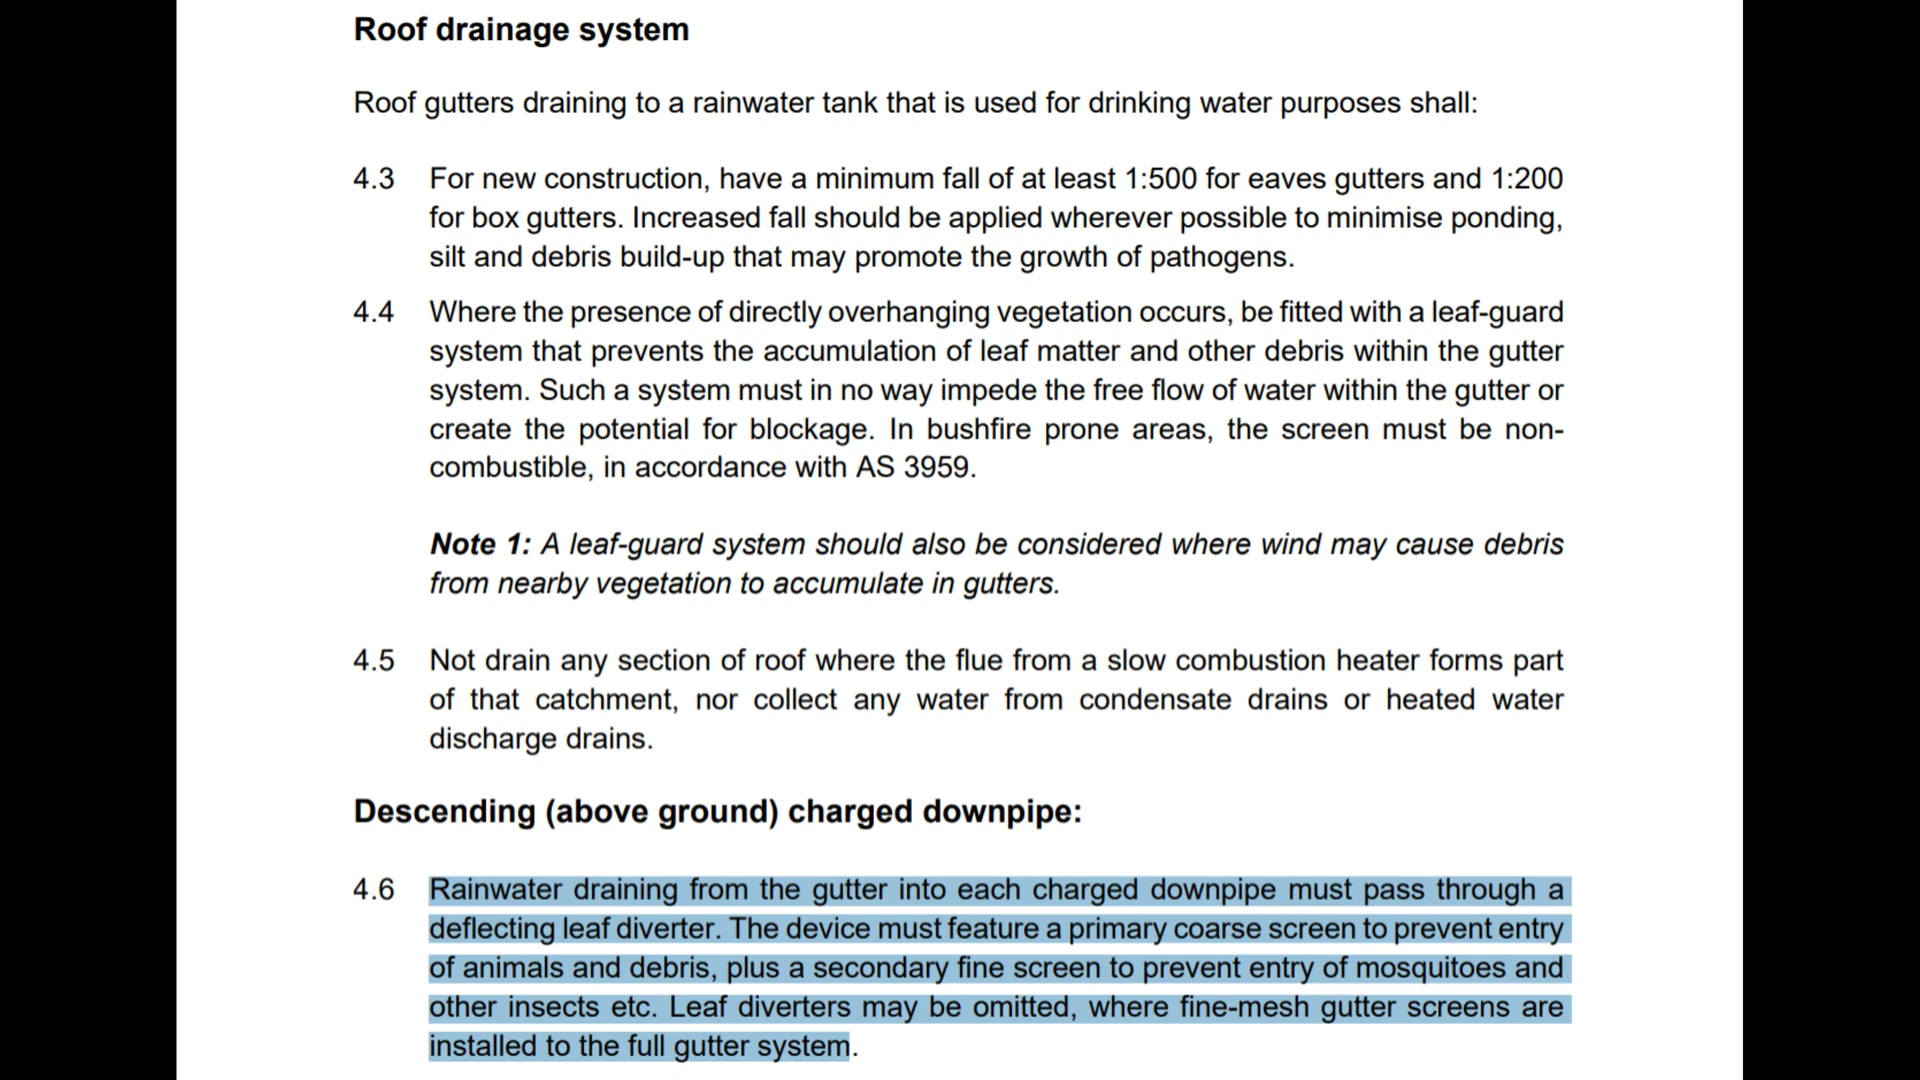 Roof drainage system
Roof gutters draining to a rainwater tank that is used for drinking water purposes shall:
4.3 For new construction, have a minimum fall of at least 1:500 for eaves gutters and 1:200
for box gutters. Increased fall should be applied wherever possible to minimise ponding,
silt and debris build-up that may promote the growth of pathogens.
4.4 Where the presence of directly overhanging vegetation occurs, be fitted with a leaf-guard
system that prevents the accumulation of leaf matter and other debris within the gutter
system. Such a system must in no way impede the free flow of water within the gutter or
create the potential for blockage. In bushfire prone areas, the screen must be non-
combustible, in accordance with AS 3959.
Note 1: A leaf-guard system should also be considered where wind may cause debris
from nearby vegetation to accumulate in gutters.
4.5 Not drain any section of roof where the flue from a slow combustion heater forms part
of that catchment, nor collect any water from condensate drains or heated water
discharge drains.
Descending (above ground) charged downpipe:
4.6 Rainwater draining from the gutter into each charged downpipe must pass through a
deflecting leaf diverter. The device must feature a primary coarse screen to prevent entry
of animals and debris, plus a secondary fine screen to prevent entry of mosquitoes and
other insects etc. Leaf diverters may be omitted, where fine-mesh gutter screens are
installed to the full gutter system.